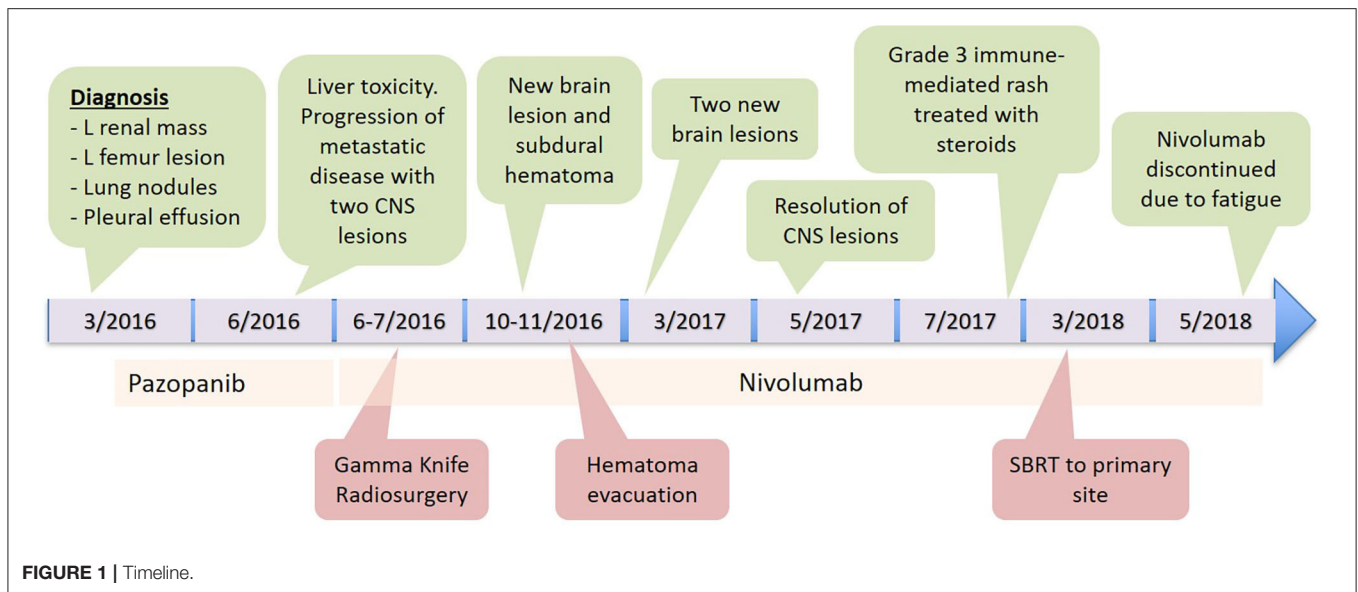 Diagnosis
- L renal mass
- L femur lesion
- Lung nodules
- Pleural effusion
Liver toxicity.
Progression of
metastatic
disease with
two CNS
lesions
New brain
lesion and
subdural
hematoma
Two new
brain lesions
Resolution of
CNS lesions
Grade 3 immune-
mediated rash
treated with
steroids
Nivolumab
discontinued
due to fatigue
3/2016
6/2016
6-7/2016
10-11/2016
3/2017
5/2017
7/2017
3/2018
5/2018
Pazopanib
Nivolumab
Gamma Knife
Radiosurgery
Hematoma
evacuation
SBRT to primary
site
FIGURE 1 | Timeline.